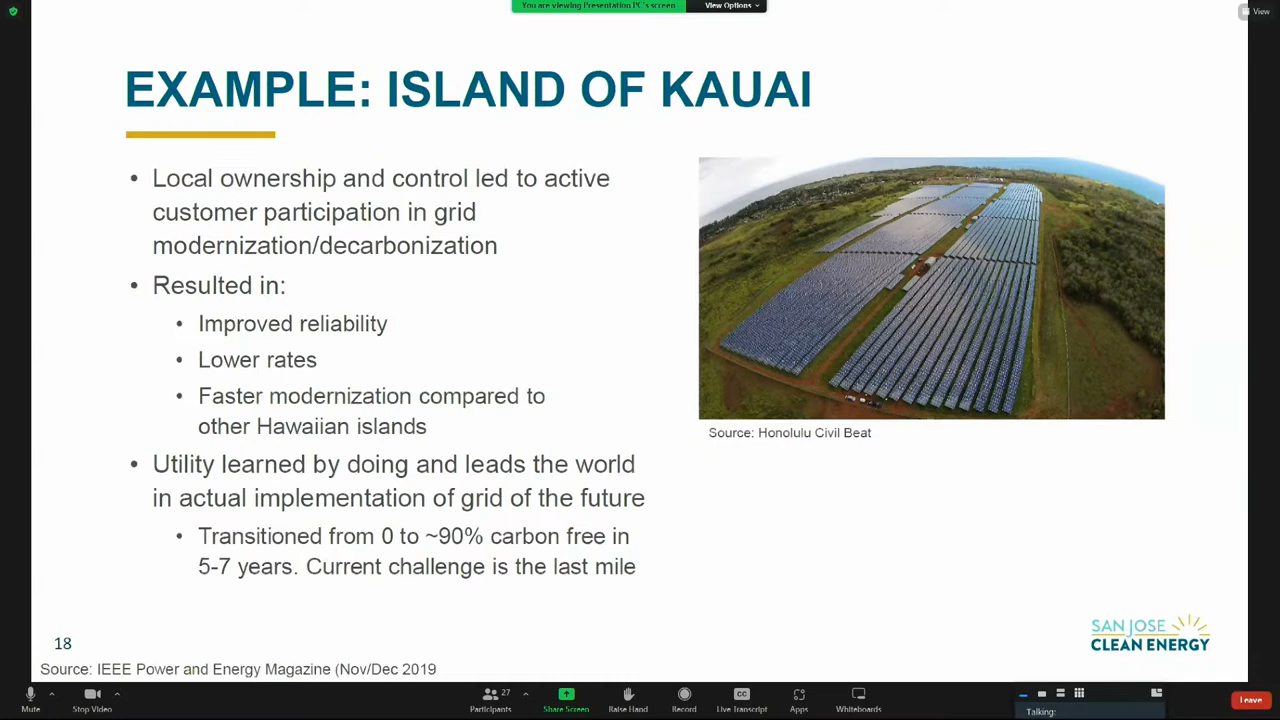 You are viewing Presentation PC's screen
View Options
View
EXAMPLE: ISLAND OF KAUAI
• Local ownership and control led to active
customer participation in grid
modernization/decarbonization
• Resulted in:
• Improved reliability
• Lower rates
• Faster modernization compared to
other Hawaiian islands
• Utility learned by doing and leads the world
in actual implementation of grid of the future
• Transitioned from 0 to ~90% carbon free in
5-7 years. Current challenge is the last mile
Source: Honolulu Civil Beat
SAN JOSE
CLEAN ENERGY
18
Source: IEEE Power and Energy Magazine (Nov/Dec 2019
Mute
Stop Video
27
Participants
Share Screen
Raise Hand
Record
CC
Live Transcript
Apps
Whiteboards
Talking:
Leave